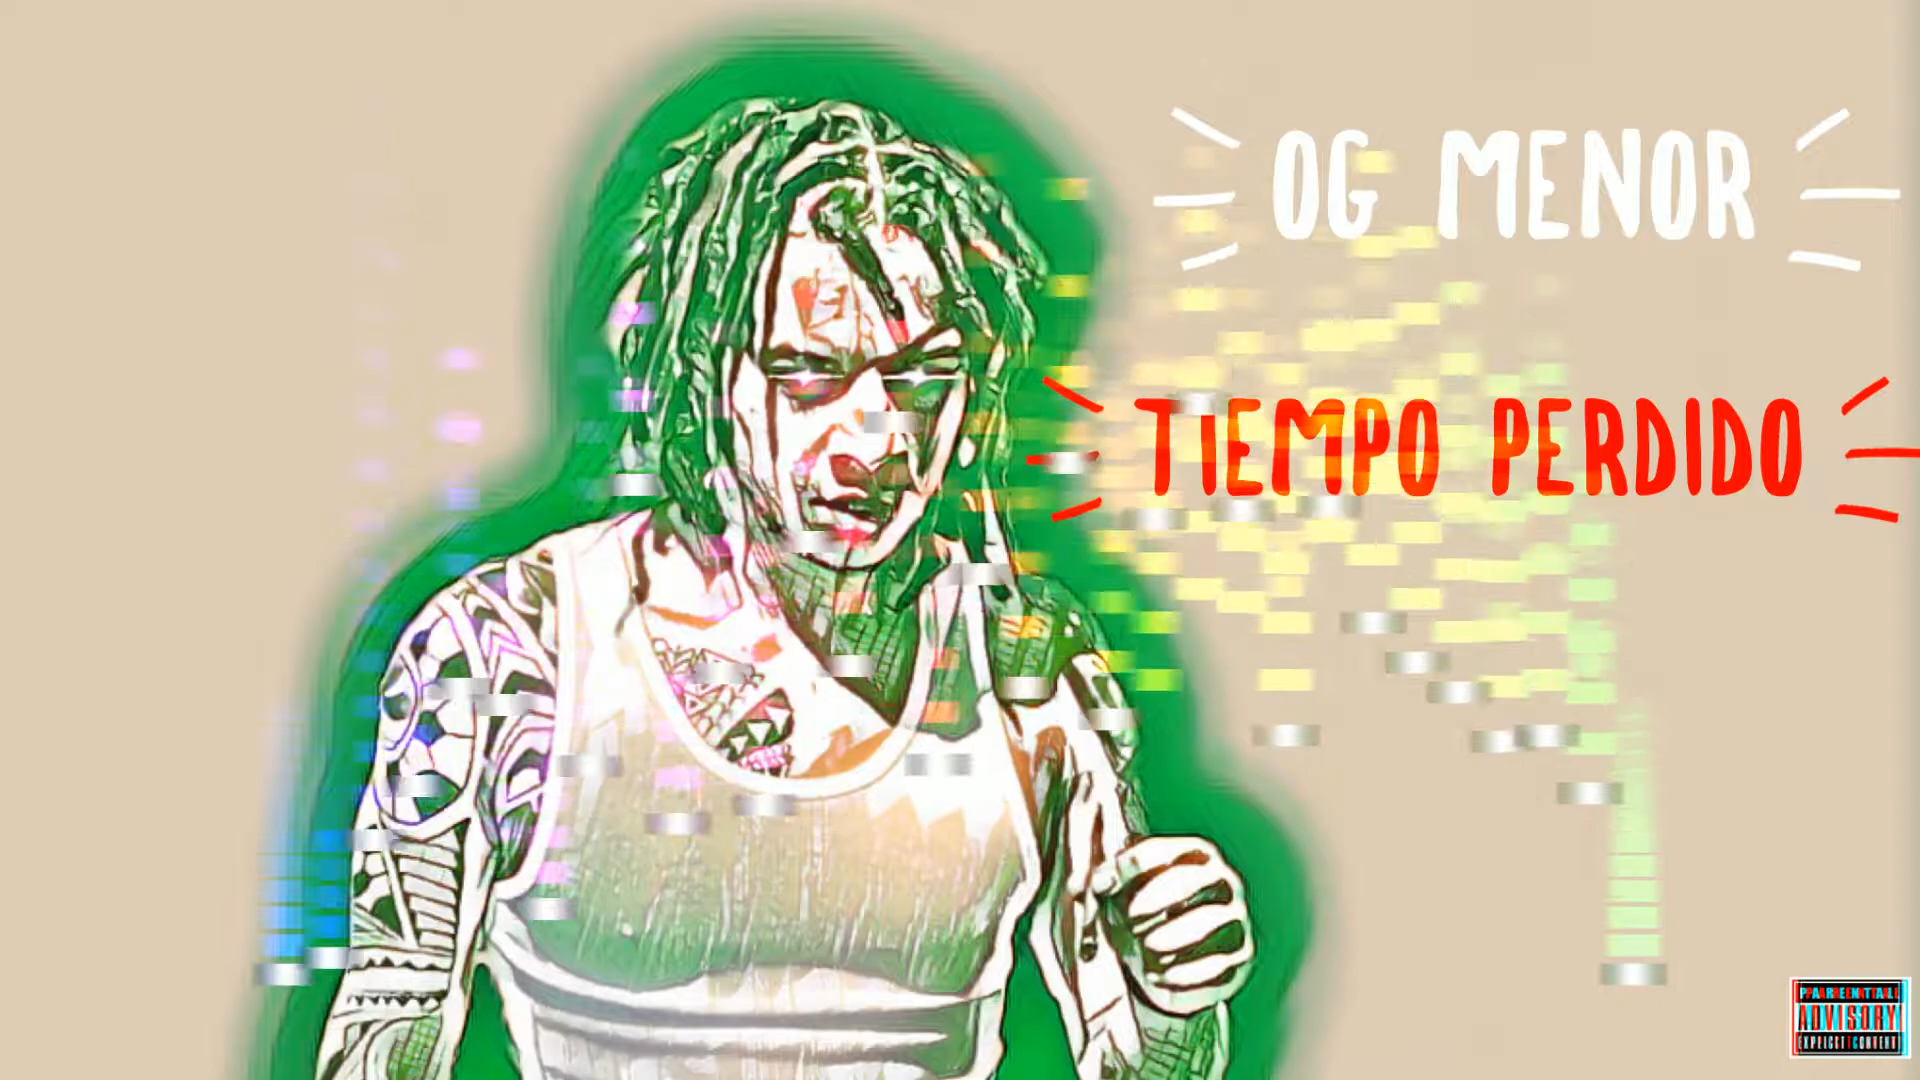 OG MENOR
TIEMPO PERDIDO
PARENTAL
ADVISORY
EXPLICIT CONTENT